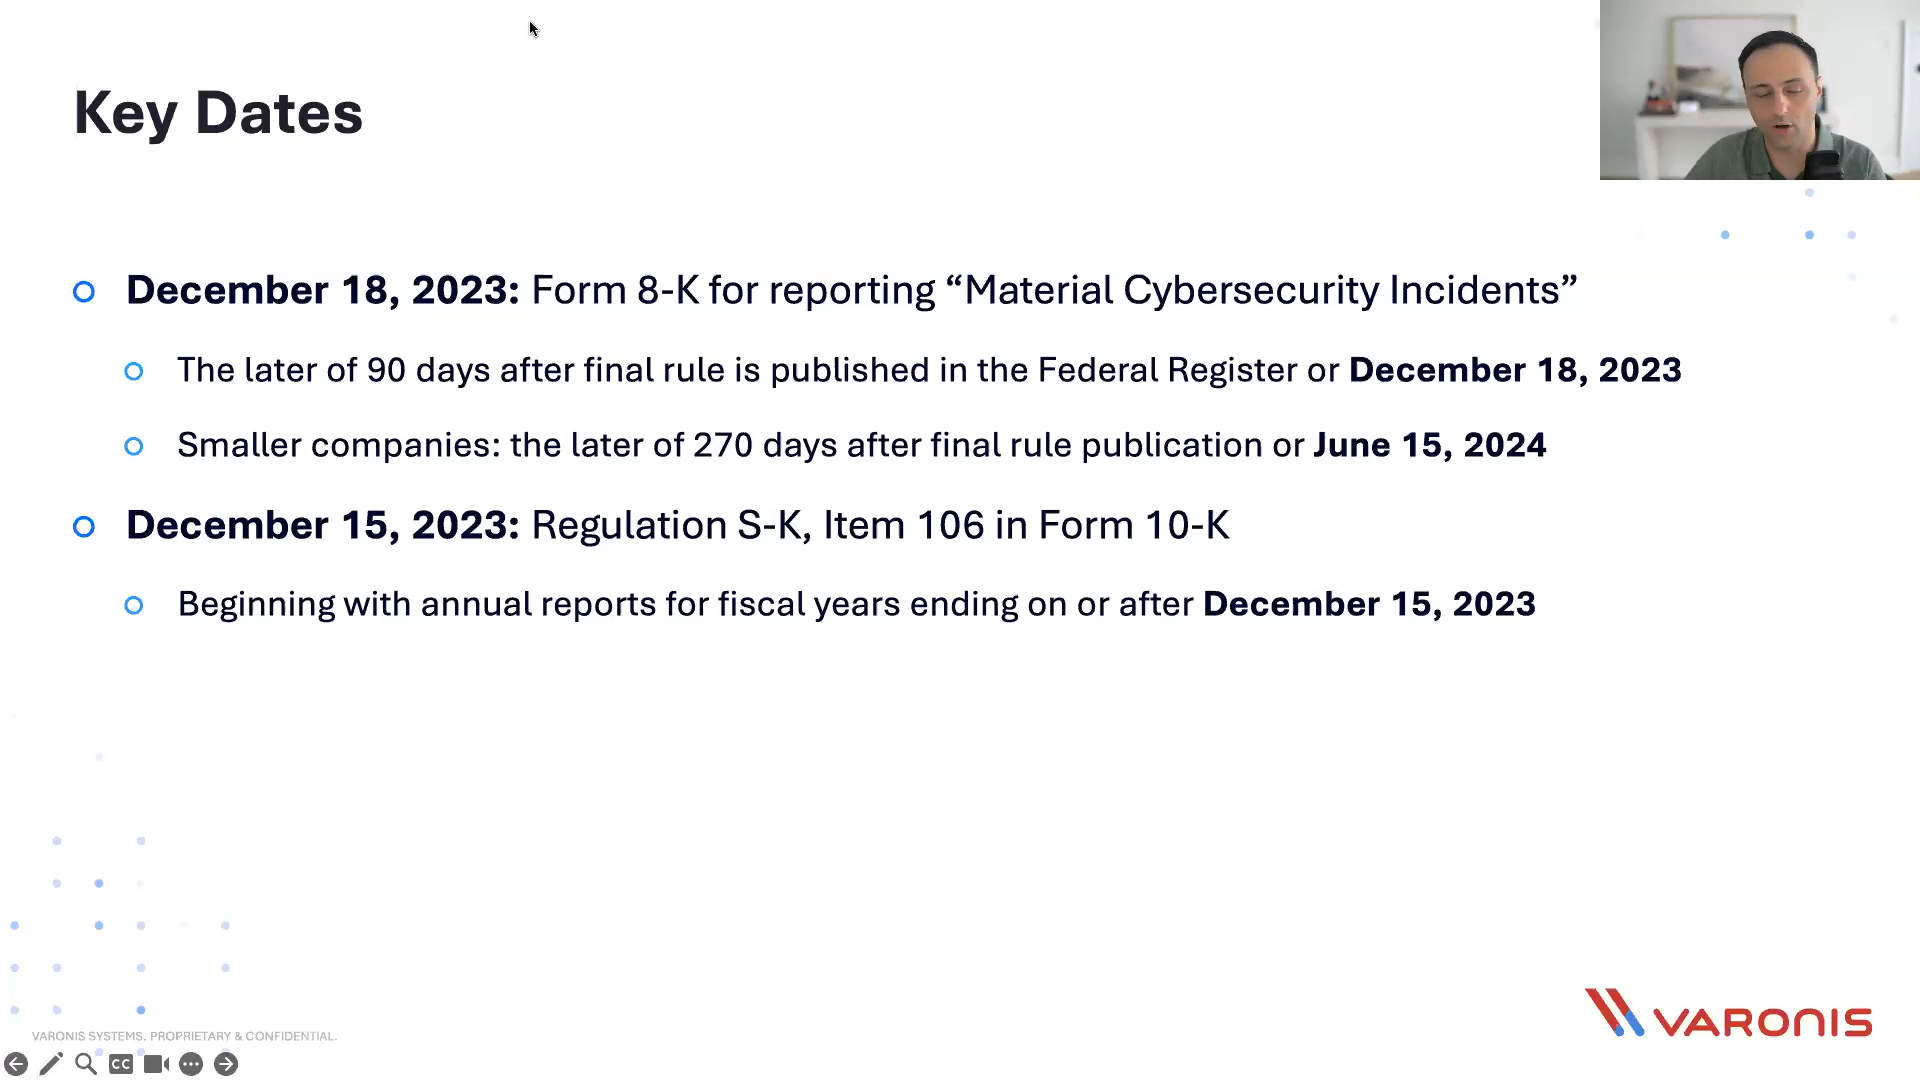 Key Dates
December 18, 2023: Form 8-K for reporting “Material Cybersecurity Incidents”
The later of 90 days after final rule is published in the Federal Register or December 18, 2023
Smaller companies: the later of 270 days after final rule publication or June 15, 2024
December 15, 2023: Regulation S-K, Item 106 in Form 10-K
Beginning with annual reports for fiscal years ending on or after December 15, 2023
VARONIS
VARONIS SYSTEMS. PROPRIETARY & CONFIDENTIAL.
CC